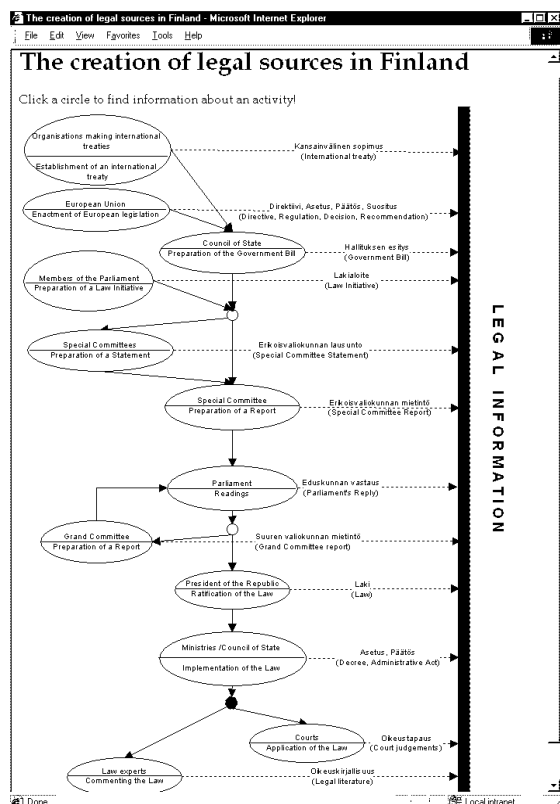 The creation of legal sources in Finland - Microsoft Internet Explorer
File Edit View Favorites Tools Help
The creation of legal sources in Finland
Click a circle to find information about an activity!
Organisations making international
treaties
Establishment of an international
treaty
Kansainvälinen sopimus
(International treaty)
European Union
Enactment of European legislation
Direktiivi, Asetus, Päätös, Suositus
(Directive, Regulation, Decision, Recommendation)
Council of State
Preparation of the Government Bill
Hallituksen esitys
(Government Bill)
Members of the Parliament
Preparation of a Law Initiative
Lakialoite
(Law Initiative)
Special Committees
Preparation of a Statement
Erikoisvaliokunnan lausunto
(Special Committee Statement)
Special Committee
Preparation of a Report
Erikoisvaliokunnan mietintö
(Special Committee Report)
Parliament
Readings
Eduskunnan vastaus
(Parliament's Reply)
Grand Committee
Preparation of a Report
Suuren valiokunnan mietintö
(Grand Committee report)
President of the Republic
Ratification of the Law
Laki
(Law)
Ministries /Council of State
Implementation of the Law
Asetus, Päätös
(Decree, Administrative Act)
Courts
Application of the Law
Oikeustapaus
(Court judgements)
Law experts
Commenting the Law
Oikeuskirjallisuus
(Legal literature)
LEGAL INFORMATION
Done
Local intranet